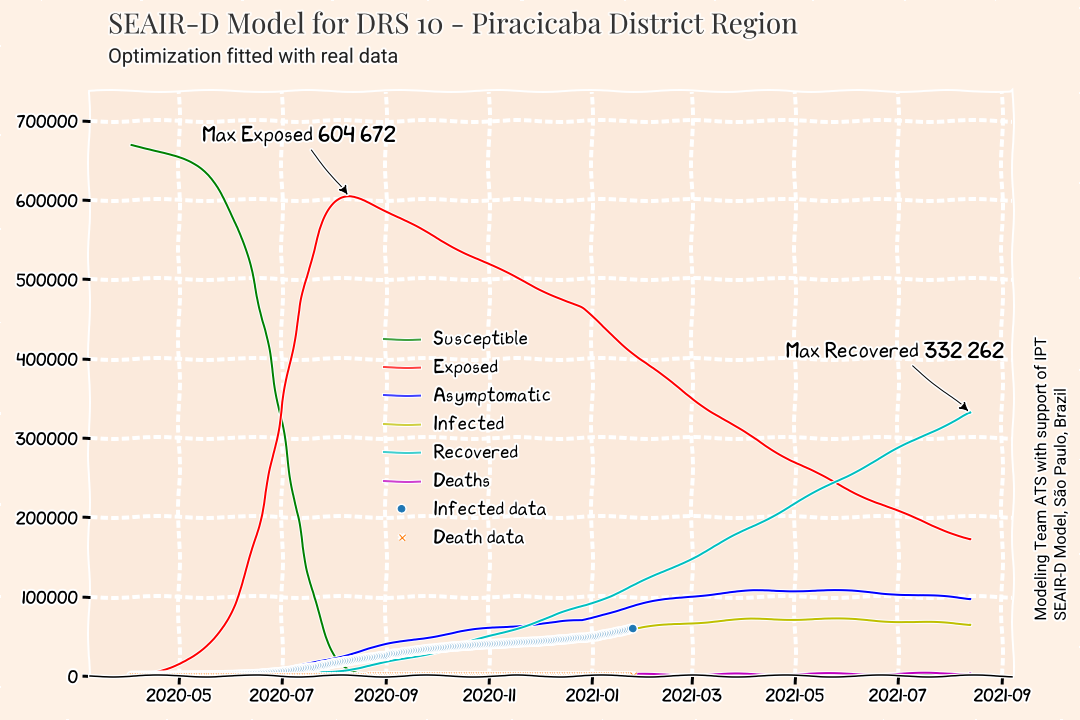 SEAIR-D Model for DRS 10 - Piracicaba District Region
Optimization fitted with real data
700000
600000
500000
400000
300000
200000
100000
0
Max Exposed 604 672
Max Recovered 332 262
Susceptible
Exposed
Asymptomatic
Infected
Recovered
Deaths
Infected data
Death data
2020-05
2020-07
2020-09
2020-11
2021-01
2021-03
2021-05
2021-07
2021-09
Modeling Team ATS with support of IPT
SEAIR-D Model, São Paulo, Brazil